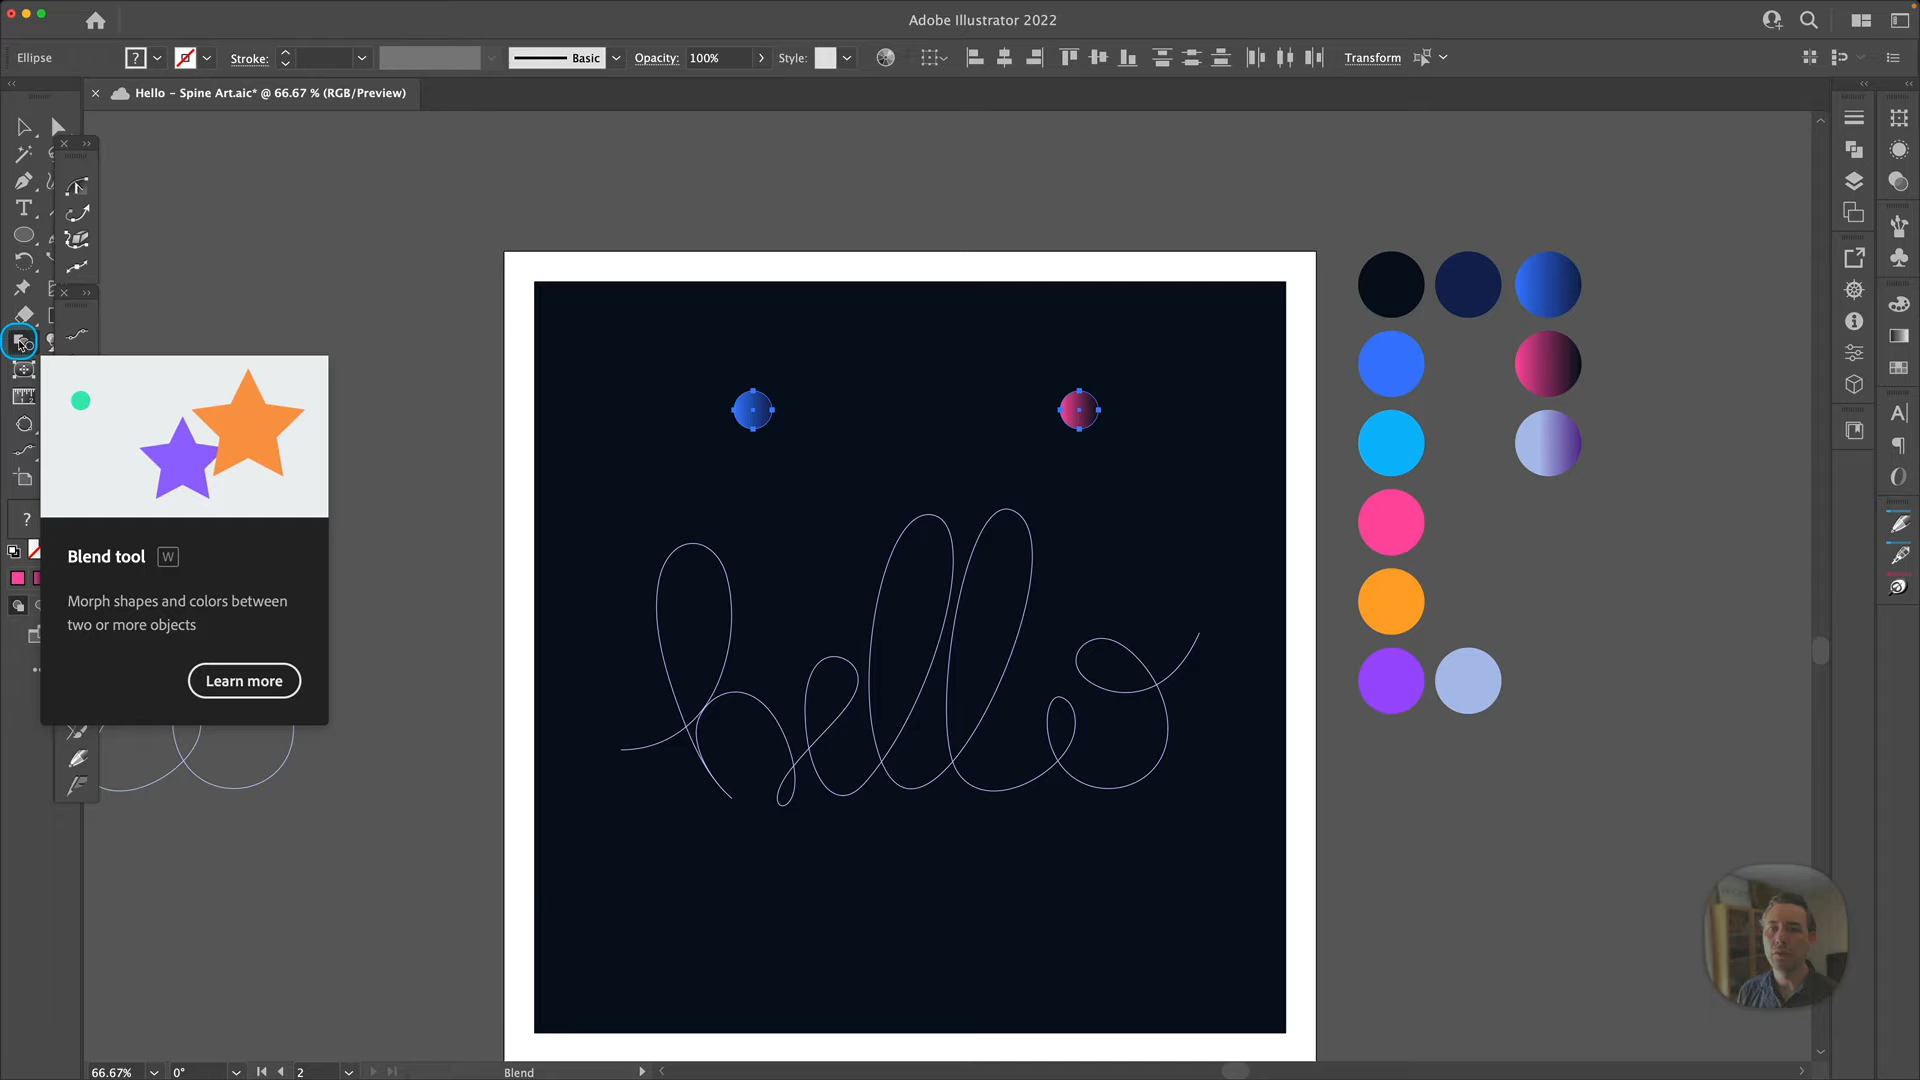 Adobe Illustrator 2022
Ellipse
?
Stroke:
Basic
Opacity:
100%
Style:
Transform
Hello – Spine Art.aic* @ 66.67 % (RGB/Preview)
T
A
?
Blend tool
W
Morph shapes and colors between
two or more objects
Learn more
hello
66.67%
0°
2
Blend